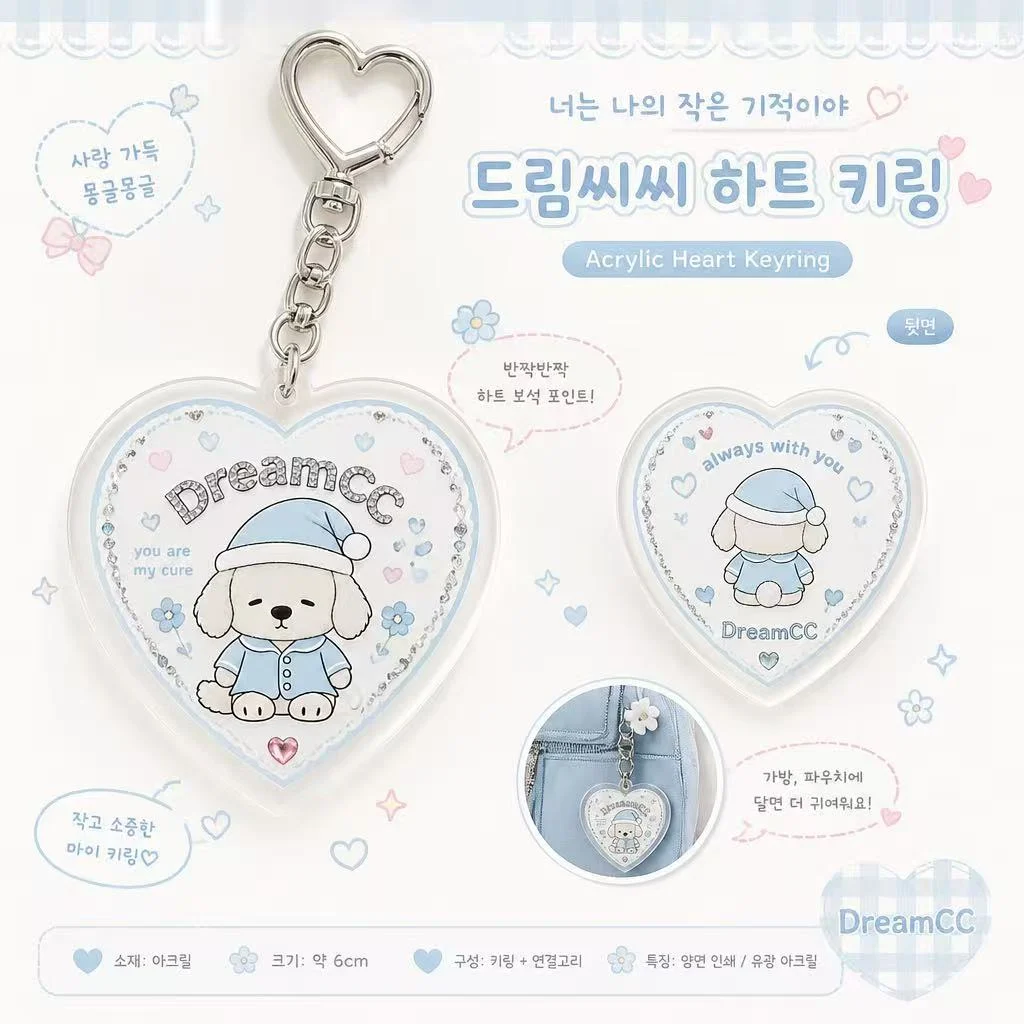 너는 나의 작은 기적이야
드림씨씨 하트 키링
Acrylic Heart Keyring
사랑 가득
몽글몽글
반짝반짝
하트 보석 포인트!
뒷면
DreamCC
you are
my cure
always with you
DreamCC
작고 소중한
마이 키링♡
DreamCC
가방, 파우치에
달면 더 귀여워요!
DreamCC
소재: 아크릴
크기: 약 6cm
구성: 키링 + 연결고리
특징: 양면 인쇄 / 유광 아크릴